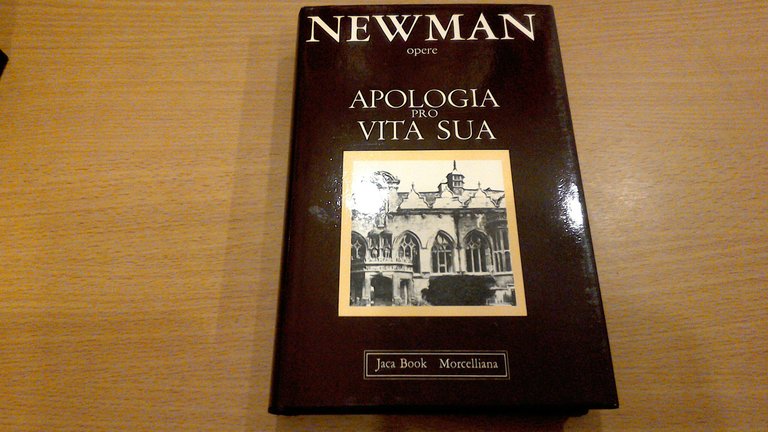 NEWMAN
opere
APOLOGIA
PRO
VITA SUA
Jaca Book Morcelliana